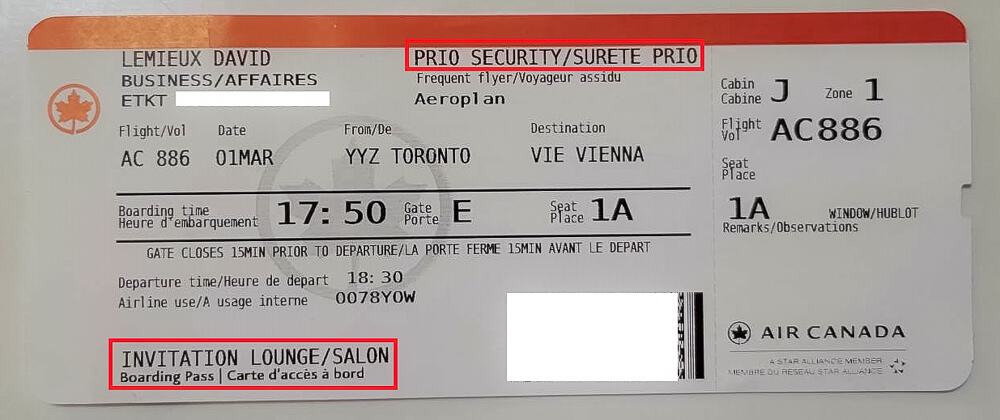 LEMIEUX DAVID
PRIO SECURITY/SURETE PRIO
BUSINESS/AFFAIRES
Frequent flyer/Voyageur assidu
ETKT
Aeroplan
Flight/Vol Date From/De Destination
AC 886 01MAR YYZ TORONTO VIE VIENNA
Boarding time
Heure d'embarquement 17:50 Gate
Porte E Seat
Place 1A
GATE CLOSES 15MIN PRIOR TO DEPARTURE/LA PORTE FERME 15MIN AVANT LE DEPART
Departure time/Heure de depart 18:30
Airline use/A usage interne 0078YOW
INVITATION LOUNGE/SALON
Boarding Pass | Carte d'accès à bord
Cabin
Cabine J Zone 1
Flight
Vol AC886
Seat
Place
1A WINDOW/HUBLOT
Remarks/Observations
AIR CANADA
A STAR ALLIANCE MEMBER
MEMBRE DU RESEAU STAR ALLIANCE